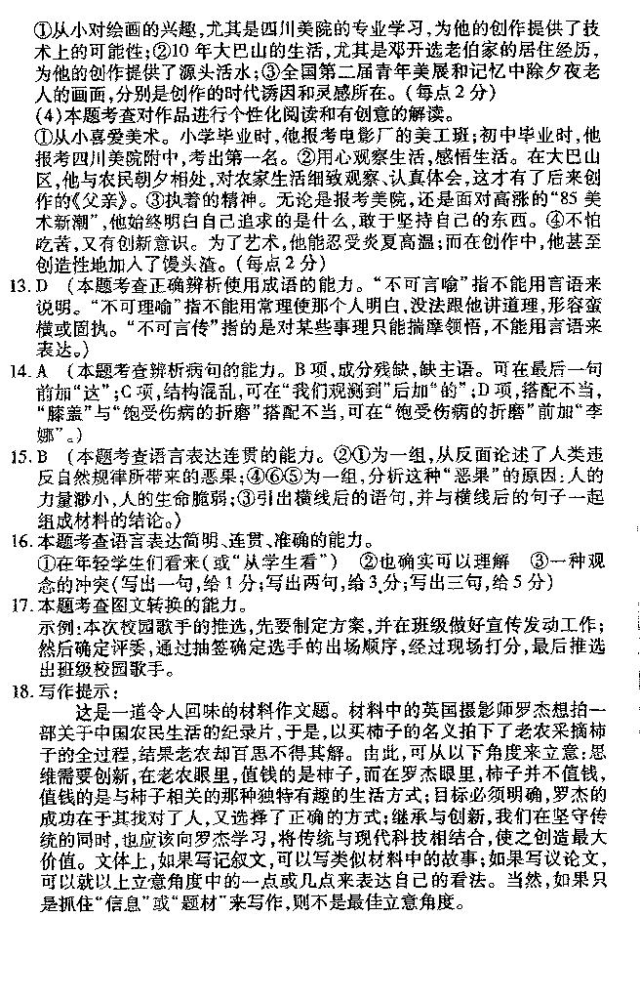 ①从小对绘画的兴趣,尤其是四川美院的专业学习,为他的创作提供了技
术上的可能性;②10 年大巴山的生活,尤其是邓开选老伯家的居住经历,
为他的创作提供了源头活水;③全国第二届青年美展和记忆中除夕夜老
人的画面,分别是创作的时代诱因和灵感所在。(每点2分)
(4)本题考查对作品进行个性化阅读和有创意的解读。
①从小喜爱美术。小学毕业时,他报考电影厂的美工班;初中毕业时,他
报考四川美院附中,考出第一名。②用心观察生活,感悟生活。在大巴山
区,他与农民朝夕相处,对农家生活细致观察、认真体会,这才有了后来创
作的《父亲》。③执着的精神。无论是报考美院,还是面对高涨的“85 美
术新潮”,他始终明白自己追求的是什么,敢于坚持自己的东西。④不怕
吃苦,又有创新意识。为了艺术,他能忍受炎夏高温;而在创作中,他甚至
创造性地加入了馒头渣。(每点2分)
13. D (本题考查正确辨析使用成语的能力。“不可言喻”指不能用言语来
说明。“不可理喻”指不能用常理使那个人明白,没法跟他讲道理,形容蛮
横或固执。“不可言传”指的是对某些事理只能揣摩领悟,不能用言语来
表达。)
14. A (本题考查辨析病句的能力。B项,成分残缺,缺主语。可在最后一句
前加“这”;C项,结构混乱,可在“我们观测到”后加“的”;D项,搭配不当,
“膝盖”与“饱受伤病的折磨”搭配不当,可在“饱受伤病的折磨”前加“李
娜”。)
15. B (本题考查语言表达连贯的能力。②①为一组,从反面论述了人类违
反自然规律所带来的恶果;④⑥⑤为一组,分析这种“恶果”的原因:人的
力量渺小,人的生命脆弱;③引出横线后的语句,并与横线后的句子一起
组成材料的结论。)
16. 本题考查语言表达简明、连贯、准确的能力。
①在年轻学生们看来(或“从学生看”) ②也确实可以理解 ③一种观
念的冲突(写出一句,给1分;写出两句,给3分;写出三句,给5分)
17. 本题考查图文转换的能力。
示例:本次校园歌手的推选,先要制定方案,并在班级做好宣传发动工作;
然后确定评委,通过抽签确定选手的出场顺序,经过现场打分,最后推选
出班级校园歌手。
18. 写作提示:
这是一道令人回味的材料作文题。材料中的英国摄影师罗杰想拍一
部关于中国农民生活的纪录片,于是,以买柿子的名义拍下了老农采摘柿
子的全过程,结果老农却百思不得其解。由此,可从以下角度来立意:思
维需要创新,在老农眼里,值钱的是柿子,而在罗杰眼里,柿子并不值钱,
值钱的是与柿子相关的那种独特有趣的生活方式;目标必须明确,罗杰的
成功在于其找对了人,又选择了正确的方式;继承与创新,我们在坚守传
统的同时,也应该向罗杰学习,将传统与现代科技相结合,使之创造最大
价值。文体上,如果写记叙文,可以写类似材料中的故事;如果写议论文,
可以就以上立意角度中的一点或几点来表达自己的看法。当然,如果只
是抓住“信息”或“题材”来写作,则不是最佳立意角度。